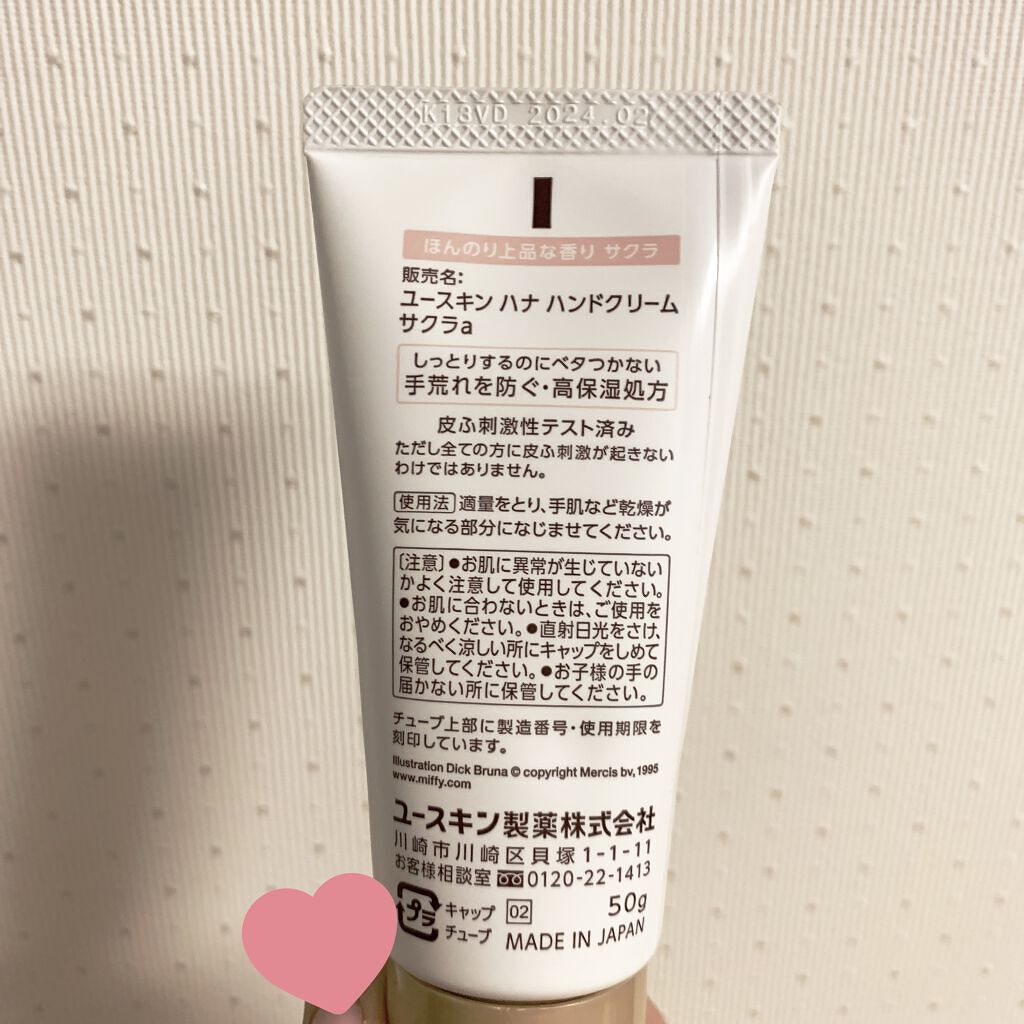 K13VD 2024.02
ほんのり上品な香り サクラ
販売名:
ユースキン ハナ ハンドクリーム
サクラa
しっとりするのにベタつかない
手荒れを防ぐ・高保湿処方
皮ふ刺激性テスト済み
ただし全ての方に皮ふ刺激が起きない
わけではありません。
使用法 適量をとり、手肌など乾燥が
気になる部分になじませてください。
〔注意〕●お肌に異常が生じていない
かよく注意して使用してください。
●お肌に合わないときは、ご使用を
おやめください。●直射日光をさけ、
なるべく涼しい所にキャップをしめて
保管してください。●お子様の手の
届かない所に保管してください。
チューブ上部に製造番号・使用期限を
刻印しています。
Illustration Dick Bruna © copyright Mercis bv, 1995
www.miffy.com
ユースキン製薬株式会社
川崎市川崎区貝塚1-1-11
お客様相談室 0120-22-1413
プラ キャップ 02 50g
チューブ MADE IN JAPAN